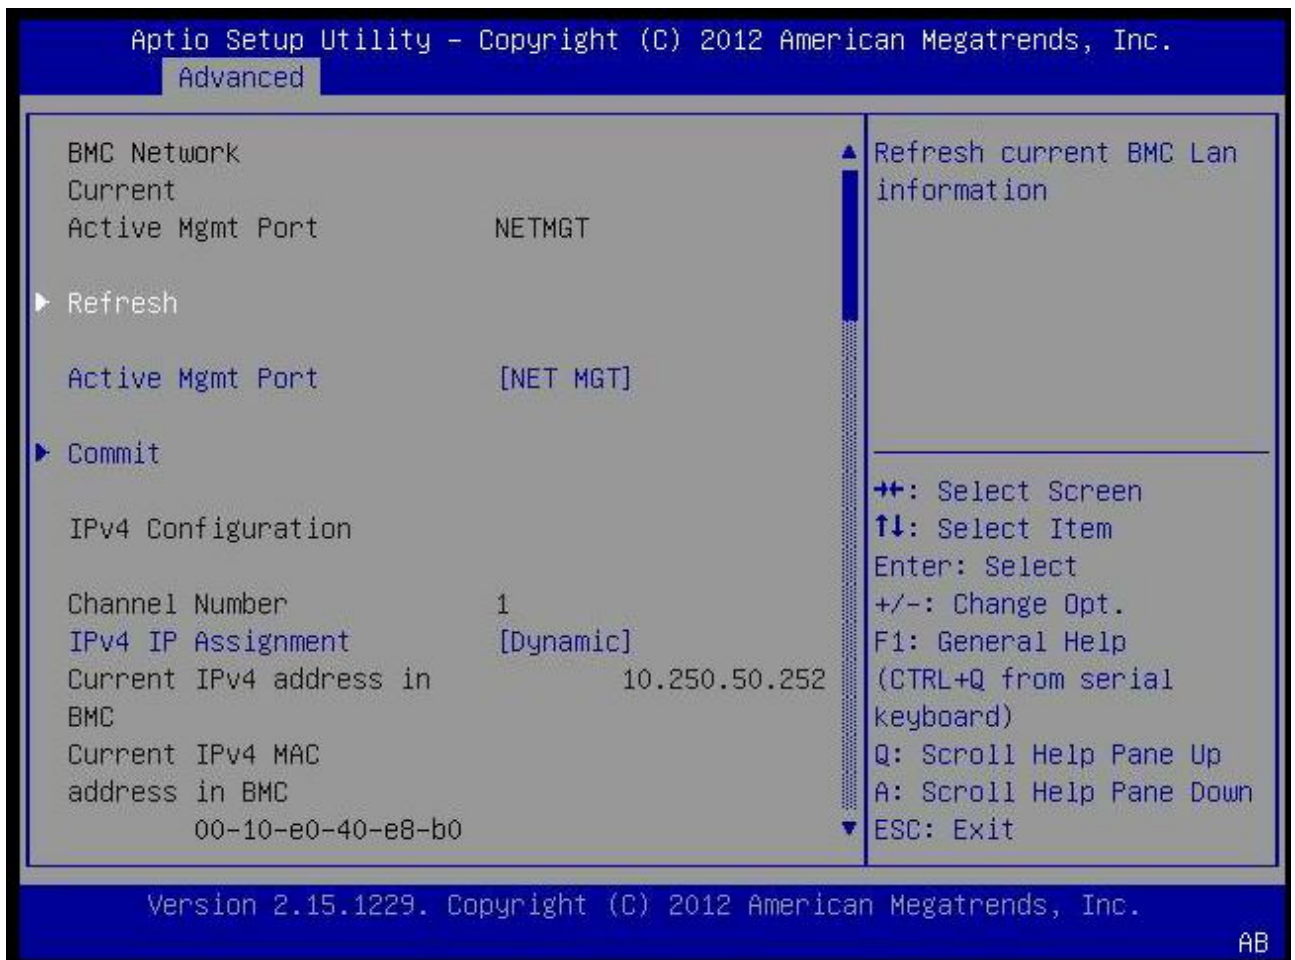 Aptio Setup Utility – Copyright (C) 2012 American Megatrends, Inc.
Advanced
BMC Network
Current
Active Mgmt Port NETMGT
Refresh
Active Mgmt Port [NET MGT]
Commit
IPv4 Configuration
Channel Number 1
IPv4 IP Assignment [Dynamic]
Current IPv4 address in 10.250.50.252
BMC
Current IPv4 MAC
address in BMC
00-10-e0-40-e8-b0
Refresh current BMC Lan
information
→←: Select Screen
↑↓: Select Item
Enter: Select
+/-: Change Opt.
F1: General Help
(CTRL+Q from serial
keyboard)
Q: Scroll Help Pane Up
A: Scroll Help Pane Down
ESC: Exit
Version 2.15.1229. Copyright (C) 2012 American Megatrends, Inc.
AB